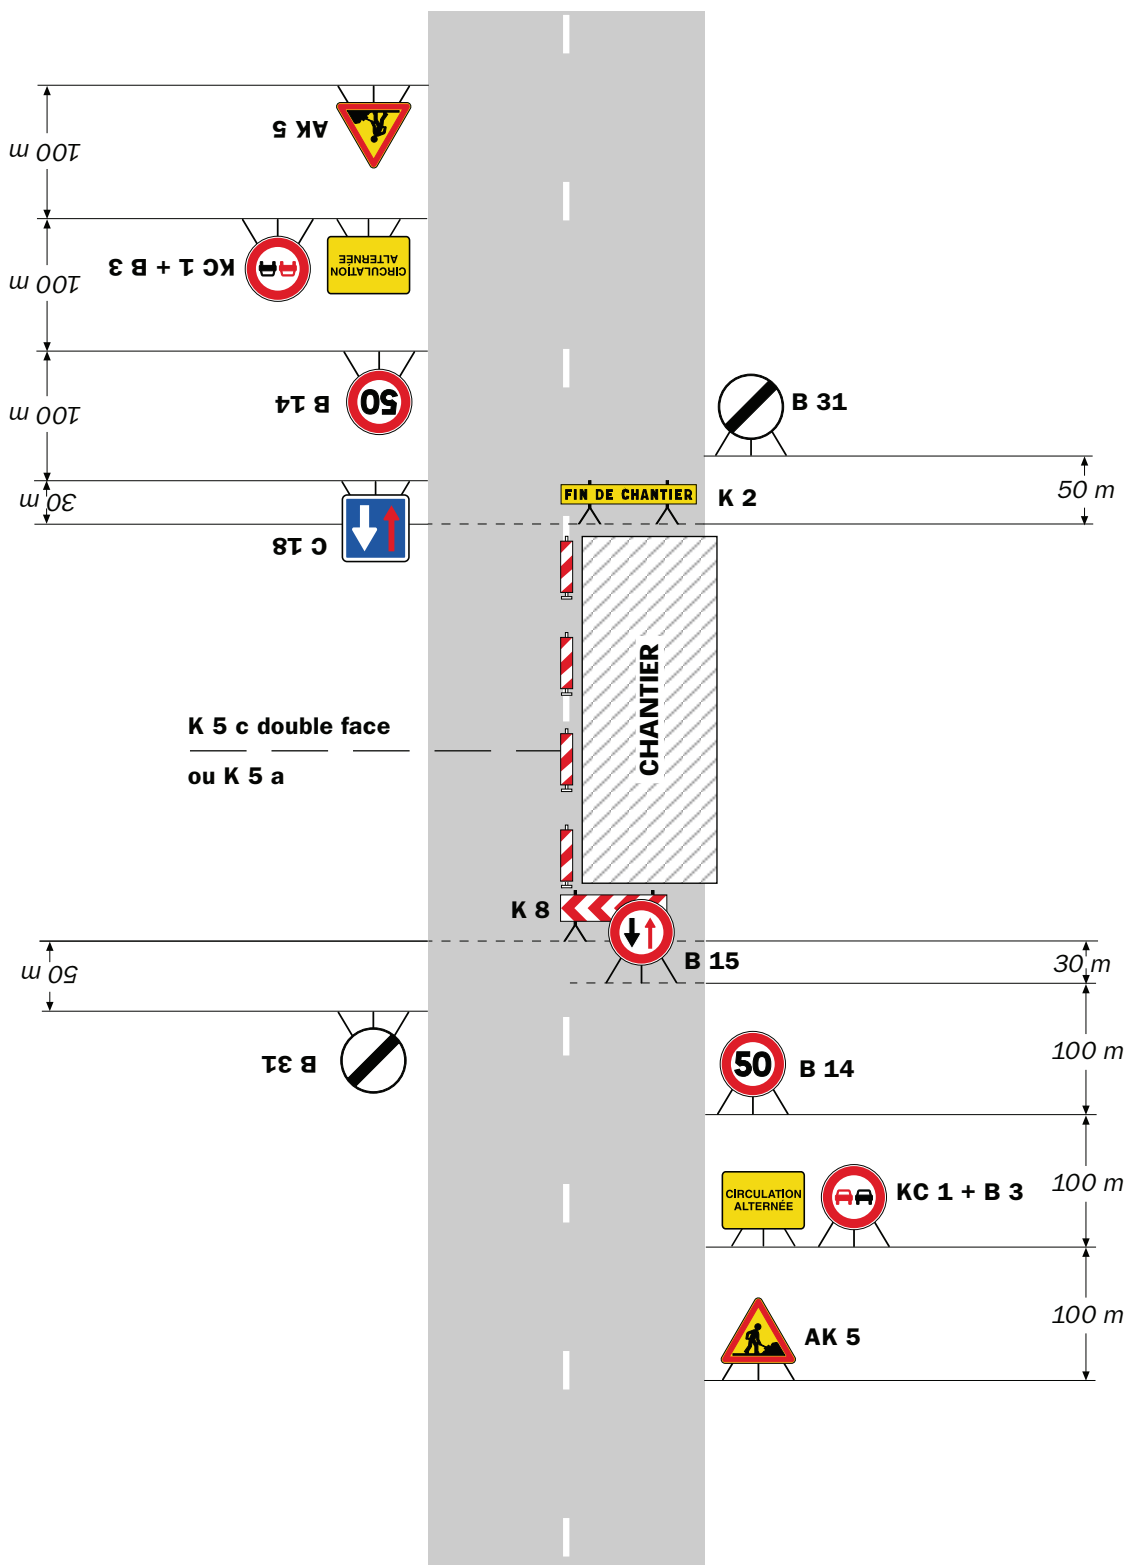 AK 5
100 m
KC 1 + B 3
CIRCULATION
ALTERNÉE
100 m
B 14
50
100 m
B 31
50 m
30 m
FIN DE CHANTIER
K 2
C 18
CHANTIER
K 5 c double face
ou K 5 a
K 8
B 15
30 m
50 m
B 31
50
B 14
100 m
CIRCULATION
ALTERNÉE
KC 1 + B 3
100 m
AK 5
100 m